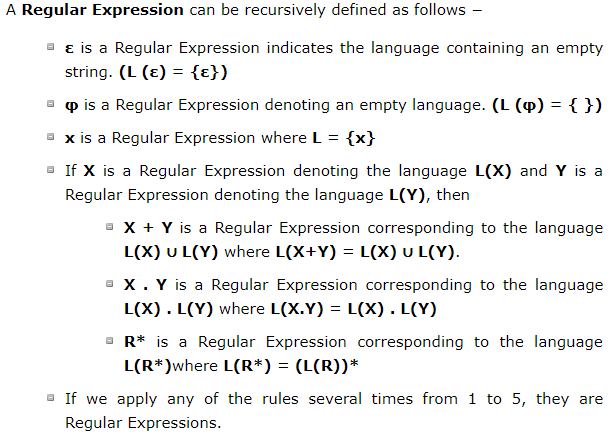 A Regular Expression can be recursively defined as follows −
ε is a Regular Expression indicates the language containing an empty
string. (L (ε) = {ε})
φ is a Regular Expression denoting an empty language. (L (φ) = { })
x is a Regular Expression where L = {x}
If X is a Regular Expression denoting the language L(X) and Y is a
Regular Expression denoting the language L(Y), then
X + Y is a Regular Expression corresponding to the language
L(X) ∪ L(Y) where L(X+Y) = L(X) ∪ L(Y).
X . Y is a Regular Expression corresponding to the language
L(X) . L(Y) where L(X.Y) = L(X) . L(Y)
R* is a Regular Expression corresponding to the language
L(R*)where L(R*) = (L(R))*
If we apply any of the rules several times from 1 to 5, they are
Regular Expressions.